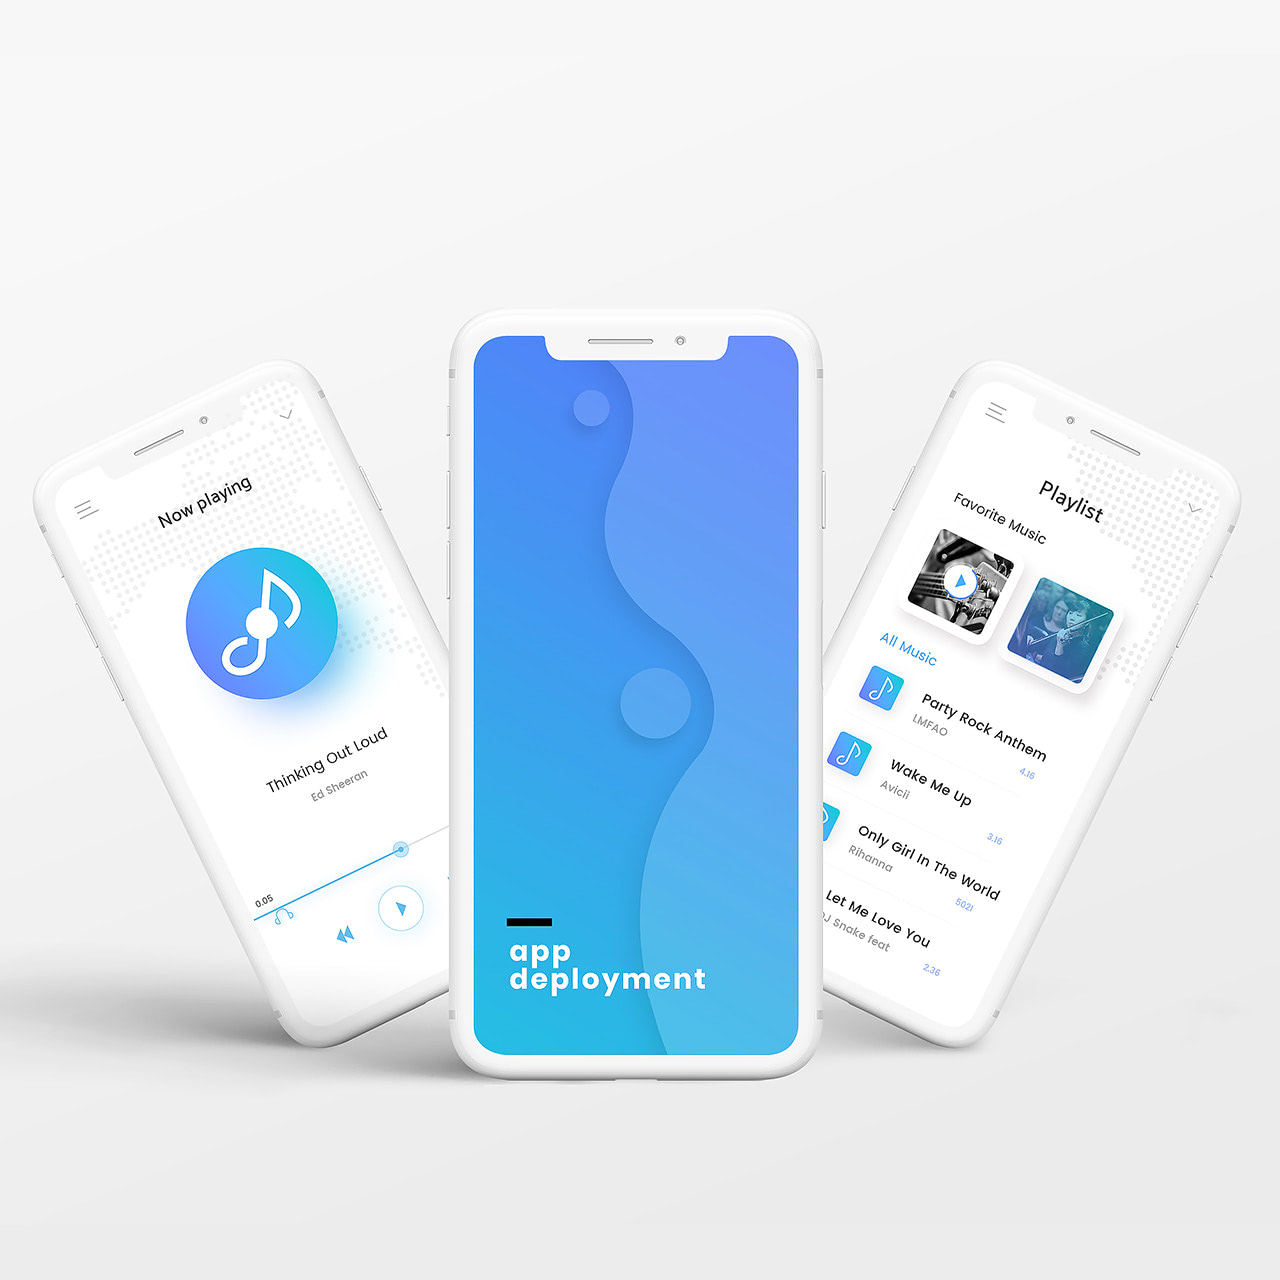 Now playing
Thinking Out Loud
Ed Sheeran
0.05
app
deployment
Playlist
Favorite Music
All Music
Party Rock Anthem
LMFAO
4.16
Wake Me Up
Avicii
3.16
Only Girl In The World
Rihanna
502l
Let Me Love You
DJ Snake feat
2.36